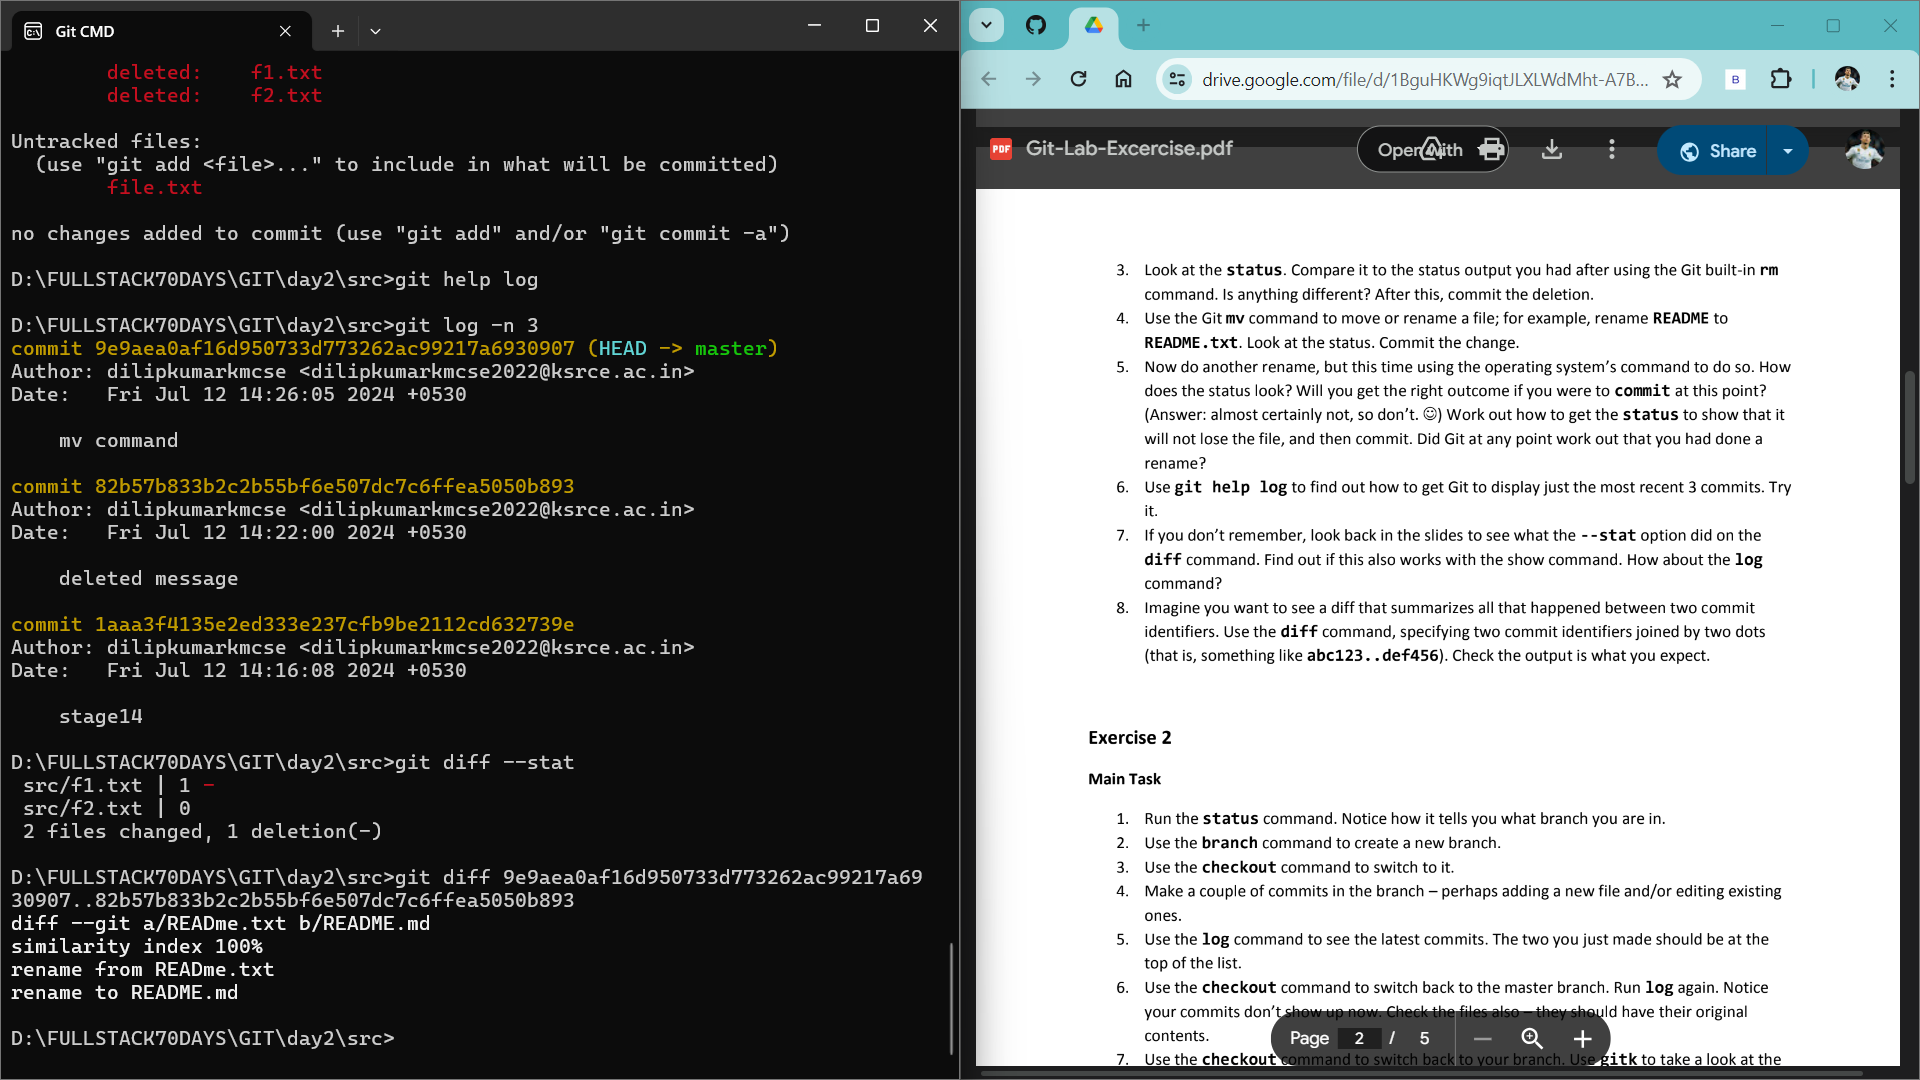 Git CMD
deleted:    f1.txt
deleted:    f2.txt
Untracked files:
(use "git add <file>..." to include in what will be committed)
file.txt
no changes added to commit (use "git add" and/or "git commit -a")
D:\FULLSTACK70DAYS\GIT\day2\src>git help log
D:\FULLSTACK70DAYS\GIT\day2\src>git log -n 3
commit 9e9aea0af16d950733d773262ac99217a6930907 (HEAD -> master)
Author: dilipkumarkmcse <dilipkumarkmcse2022@ksrce.ac.in>
Date:   Fri Jul 12 14:26:05 2024 +0530
mv command
commit 82b57b833b2c2b55bf6e507dc7c6ffea5050b893
Author: dilipkumarkmcse <dilipkumarkmcse2022@ksrce.ac.in>
Date:   Fri Jul 12 14:22:00 2024 +0530
deleted message
commit 1aaa3f4135e2ed333e237cfb9be2112cd632739e
Author: dilipkumarkmcse <dilipkumarkmcse2022@ksrce.ac.in>
Date:   Fri Jul 12 14:16:08 2024 +0530
stage14
D:\FULLSTACK70DAYS\GIT\day2\src>git diff --stat
src/f1.txt | 1 -
src/f2.txt | 0
2 files changed, 1 deletion(-)
D:\FULLSTACK70DAYS\GIT\day2\src>git diff 9e9aea0af16d950733d773262ac99217a69
30907..82b57b833b2c2b55bf6e507dc7c6ffea5050b893
diff --git a/READme.txt b/README.md
similarity index 100%
rename from READme.txt
rename to README.md
D:\FULLSTACK70DAYS\GIT\day2\src>
drive.google.com/file/d/1BguHKWg9iqtJLXLWdMht-A7B...
B
PDF
Git-Lab-Excercise.pdf
Open with
Share
3. Look at the status. Compare it to the status output you had after using the Git built-in rm
command. Is anything different? After this, commit the deletion.
4. Use the Git mv command to move or rename a file; for example, rename README to
README.txt. Look at the status. Commit the change.
5. Now do another rename, but this time using the operating system's command to do so. How
does the status look? Will you get the right outcome if you were to commit at this point?
(Answer: almost certainly not, so don't. ☺) Work out how to get the status to show that it
will not lose the file, and then commit. Did Git at any point work out that you had done a
rename?
6. Use git help log to find out how to get Git to display just the most recent 3 commits. Try
it.
7. If you don't remember, look back in the slides to see what the --stat option did on the
diff command. Find out if this also works with the show command. How about the log
command?
8. Imagine you want to see a diff that summarizes all that happened between two commit
identifiers. Use the diff command, specifying two commit identifiers joined by two dots
(that is, something like abc123..def456). Check the output is what you expect.
Exercise 2
Main Task
1. Run the status command. Notice how it tells you what branch you are in.
2. Use the branch command to create a new branch.
3. Use the checkout command to switch to it.
4. Make a couple of commits in the branch – perhaps adding a new file and/or editing existing
ones.
5. Use the log command to see the latest commits. The two you just made should be at the
top of the list.
6. Use the checkout command to switch back to the master branch. Run log again. Notice
your commits don't show up now. Check the files also – they should have their original
contents.
Page 2 / 5
7. Use the checkout command to switch back to your branch. Use gitk to take a look at the